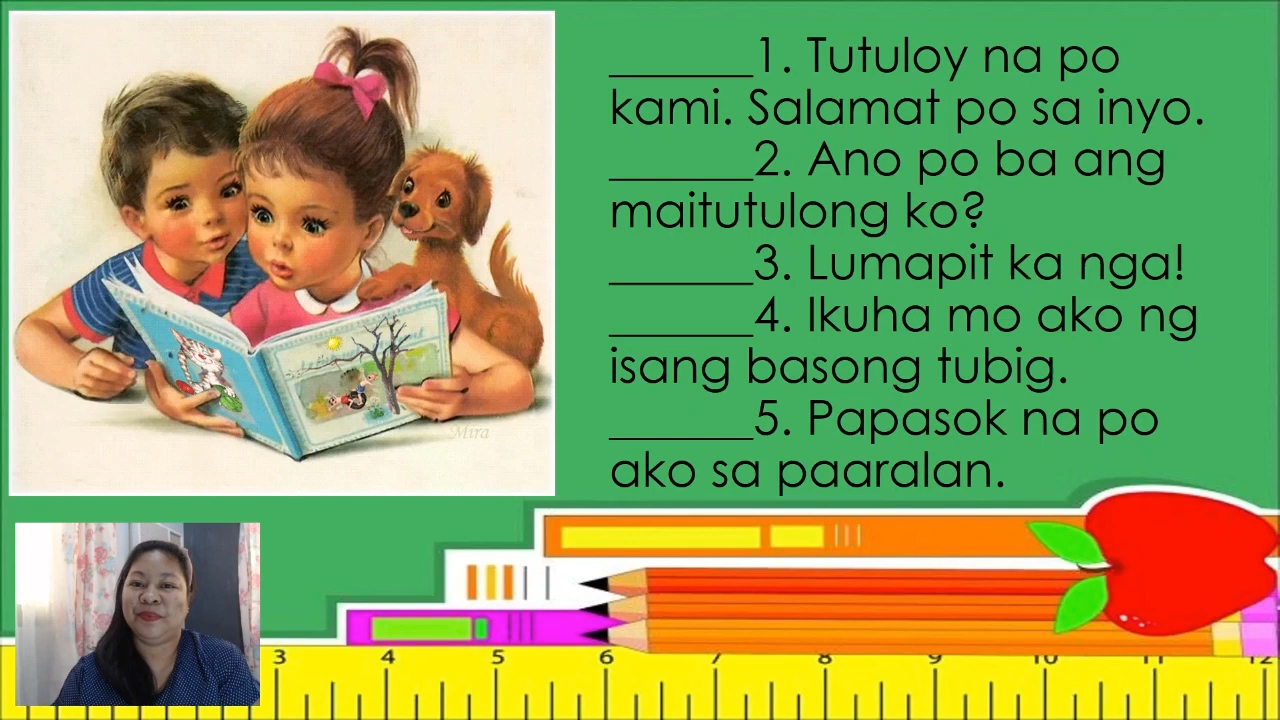 ______1. Tutuloy na po
kami. Salamat po sa inyo.
______2. Ano po ba ang
maitutulong ko?
______3. Lumapit ka nga!
______4. Ikuha mo ako ng
isang basong tubig.
______5. Papasok na po
ako sa paaralan.
Mira
3 4 5 6 7 8 9 10 11 12